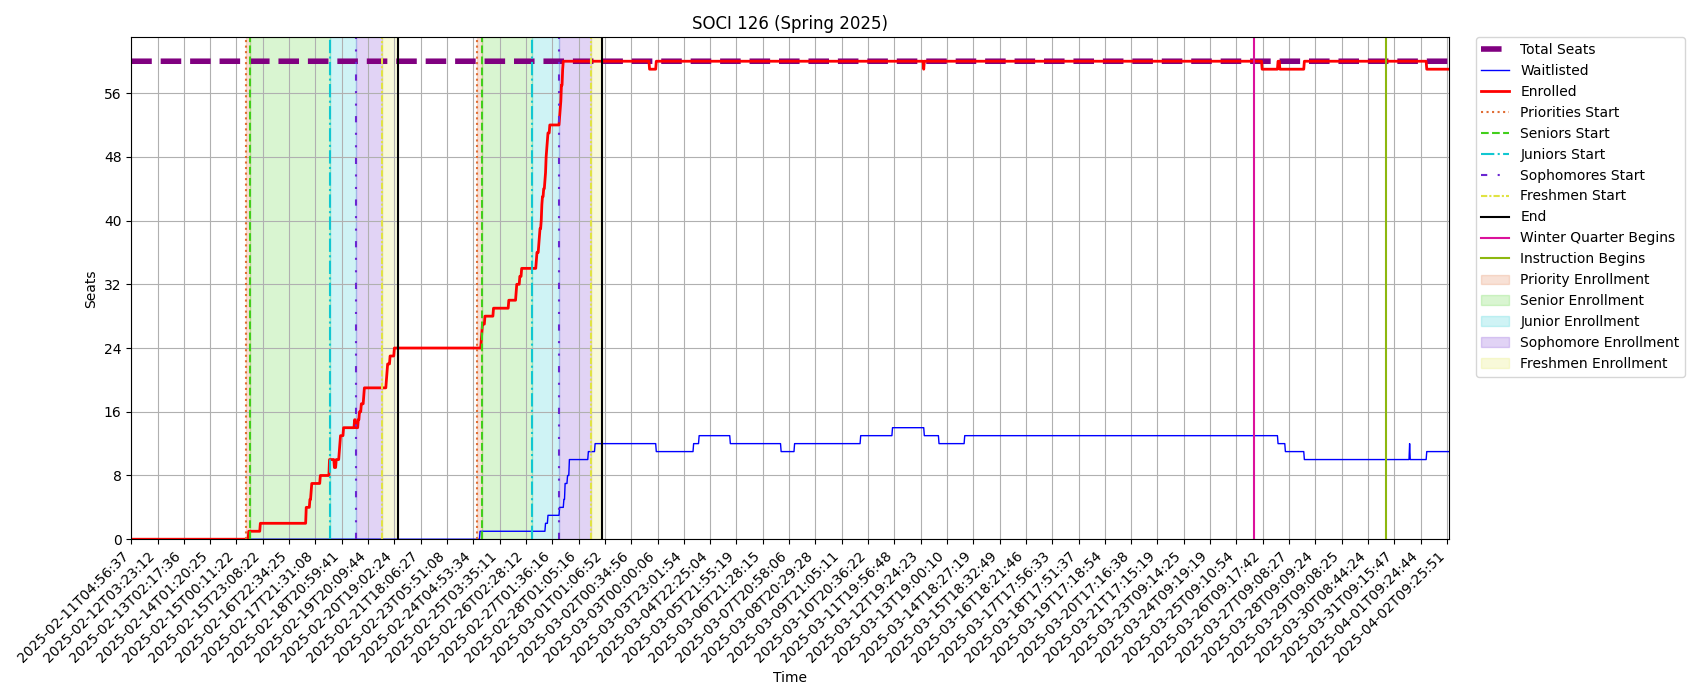 SOCI 126 (Spring 2025)
Total Seats
Waitlisted
Enrolled
Priorities Start
Seniors Start
Juniors Start
Sophomores Start
Freshmen Start
End
Winter Quarter Begins
Instruction Begins
Priority Enrollment
Senior Enrollment
Junior Enrollment
Sophomore Enrollment
Freshmen Enrollment
Seats
56
48
40
32
24
16
8
0
2025-02-11T04:56:37
2025-02-12T03:23:12
2025-02-13T02:17:36
2025-02-14T01:20:25
2025-02-15T00:11:22
2025-02-15T23:08:22
2025-02-16T22:34:25
2025-02-17T21:31:08
2025-02-18T20:59:41
2025-02-19T20:09:44
2025-02-20T19:02:24
2025-02-21T18:06:27
2025-02-23T05:51:08
2025-02-24T04:53:34
2025-02-25T03:35:11
2025-02-26T02:28:12
2025-02-27T01:36:16
2025-02-28T01:05:16
2025-03-01T01:06:52
2025-03-02T00:34:56
2025-03-03T00:00:06
2025-03-03T23:01:54
2025-03-04T22:25:04
2025-03-05T21:55:19
2025-03-06T21:28:15
2025-03-07T20:58:06
2025-03-08T20:29:28
2025-03-09T21:05:11
2025-03-10T20:36:22
2025-03-11T19:56:48
2025-03-12T19:24:23
2025-03-13T19:00:10
2025-03-14T18:27:19
2025-03-15T18:32:49
2025-03-16T18:21:46
2025-03-17T17:56:33
2025-03-18T17:51:37
2025-03-19T17:18:54
2025-03-20T17:16:38
2025-03-21T17:15:19
2025-03-23T09:14:25
2025-03-24T09:19:19
2025-03-25T09:10:54
2025-03-26T09:17:42
2025-03-27T09:08:27
2025-03-28T09:09:24
2025-03-29T09:08:25
2025-03-30T08:44:24
2025-03-31T09:15:47
2025-04-01T09:24:44
2025-04-02T09:25:51
Time